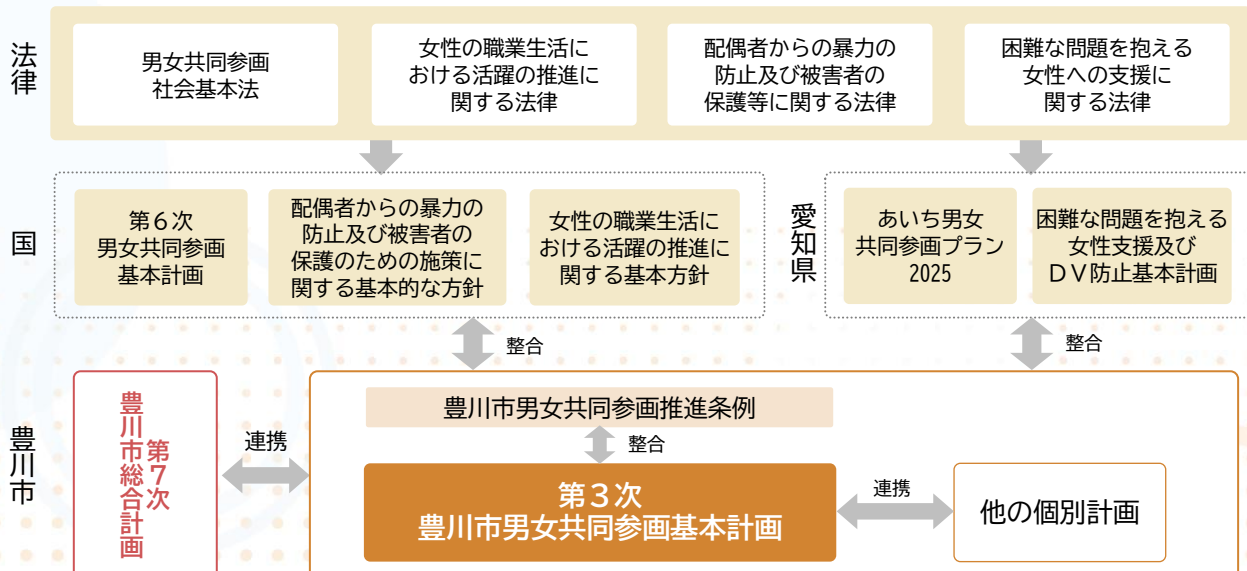 法律
男女共同参画
社会基本法
女性の職業生活に
おける活躍の推進に
関する法律
配偶者からの暴力の
防止及び被害者の
保護等に関する法律
困難な問題を抱える
女性への支援に
関する法律
国
第６次
男女共同参画
基本計画
配偶者からの暴力の
防止及び被害者の
保護のための施策に
関する基本的な方針
女性の職業生活に
おける活躍の推進に
関する基本方針
愛知県
あいち男女
共同参画プラン
2025
困難な問題を抱える
女性支援及び
ＤＶ防止基本計画
整合
整合
豊川市
第７次
豊川市総合計画
連携
豊川市男女共同参画推進条例
整合
第３次
豊川市男女共同参画基本計画
連携
他の個別計画